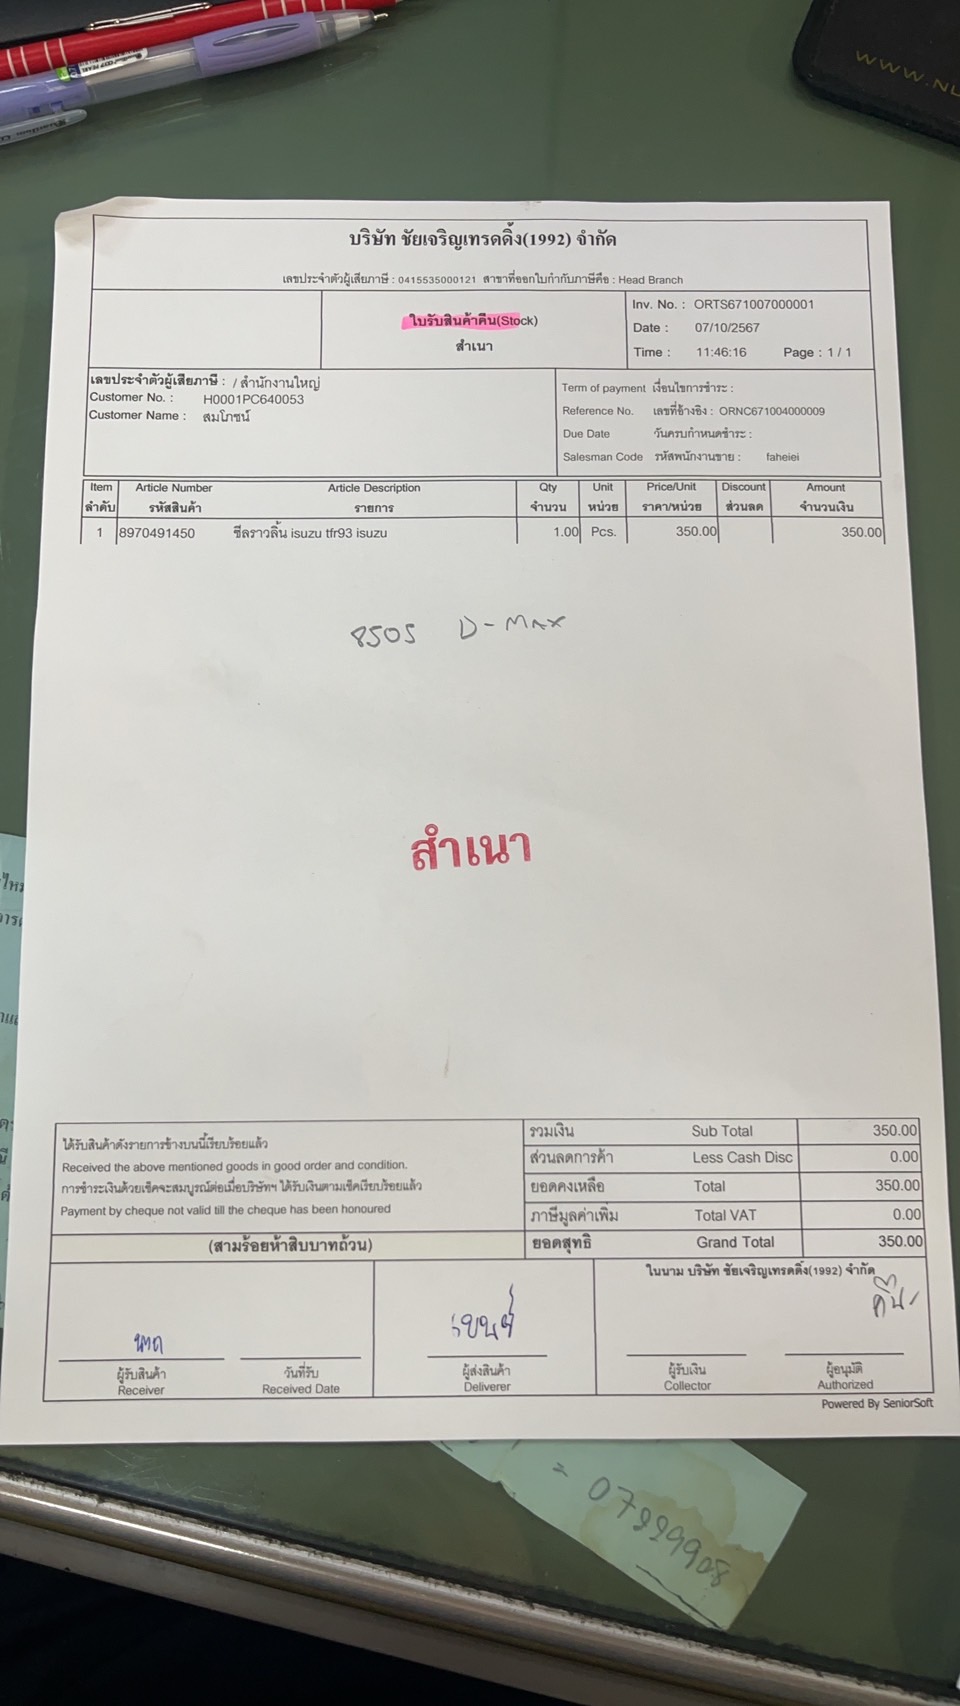 WWW.NU
บริษัท ชัยเจริญเทรดดิ้ง(1992) จำกัด
เลขประจำตัวผู้เสียภาษี : 0415535000121 สาขาที่ออกใบกำกับภาษีคือ : Head Branch
ใบรับสินค้าคืน(Stock)
สำเนา
Inv. No. : ORTS671007000001
Date : 07/10/2567
Time : 11:46:16 Page : 1 / 1
เลขประจำตัวผู้เสียภาษี : / สำนักงานใหญ่
Customer No. : H0001PC640053
Customer Name : สมโภชน์
Term of payment เงื่อนไขการชำระ :
Reference No. เลขที่อ้างอิง : ORNC671004000009
Due Date วันครบกำหนดชำระ :
Salesman Code รหัสพนักงานขาย : faheiei
Item Article Number Article Description Qty Unit Price/Unit Discount Amount
ลำดับ รหัสสินค้า รายการ จำนวน หน่วย ราคา/หน่วย ส่วนลด จำนวนเงิน
1 8970491450 ซีลราวลิ้น isuzu tfr93 isuzu 1.00 Pcs. 350.00 350.00
8505 D-MAX
สำเนา
ได้รับสินค้าดังรายการข้างบนนี้เรียบร้อยแล้ว
Received the above mentioned goods in good order and condition.
การชำระเงินด้วยเช็คจะสมบูรณ์ต่อเมื่อบริษัทฯ ได้รับเงินตามเช็คเรียบร้อยแล้ว
Payment by cheque not valid till the cheque has been honoured
(สามร้อยห้าสิบบาทถ้วน)
รวมเงิน Sub Total 350.00
ส่วนลดการค้า Less Cash Disc 0.00
ยอดคงเหลือ Total 350.00
ภาษีมูลค่าเพิ่ม Total VAT 0.00
ยอดสุทธิ Grand Total 350.00
ในนาม บริษัท ชัยเจริญเทรดดิ้ง(1992) จำกัด
ผู้รับสินค้า วันที่รับ ผู้ส่งสินค้า ผู้รับเงิน ผู้อนุมัติ
Receiver Received Date Deliverer Collector Authorized
Powered By SeniorSoft